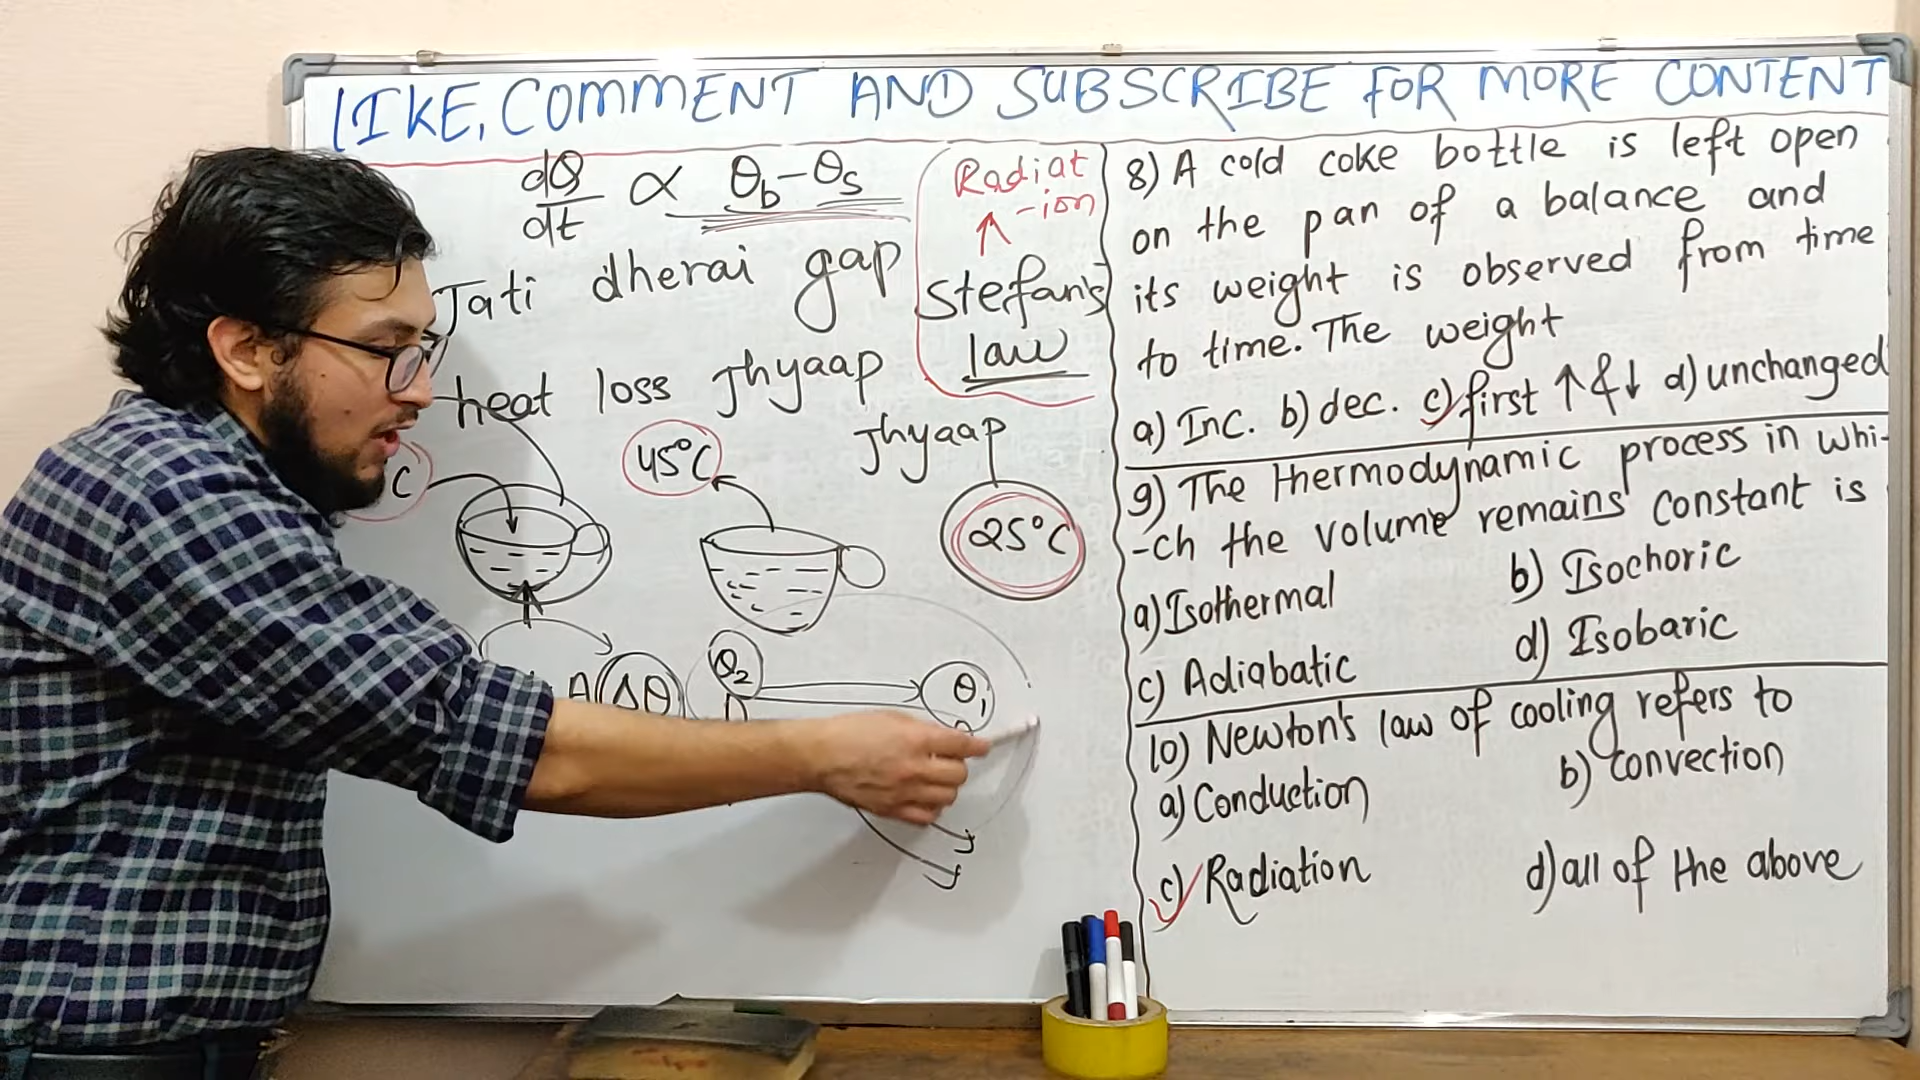 LIKE, COMMENT AND SUBSCRIBE FOR MORE CONTENT
dQ/dt ∝ θb-θs
Jati dherai gap
heat loss Jhyaap
Jhyaap
Radiat
-ion
↑
Stefan's
law
C
45°C
25°C
A(Δθ)
θ2
θ1
8) A cold coke bottle is left open
on the pan of a balance and
its weight is observed from time
to time. The weight
a) Inc. b) dec. c) first ↑ & ↓ d) unchanged
9) The thermodynamic process in whi-
-ch the volume remains constant is
a) Isothermal b) Isochoric
c) Adiabatic d) Isobaric
10) Newton's law of cooling refers to
a) Conduction b) convection
c) Radiation d) all of the above